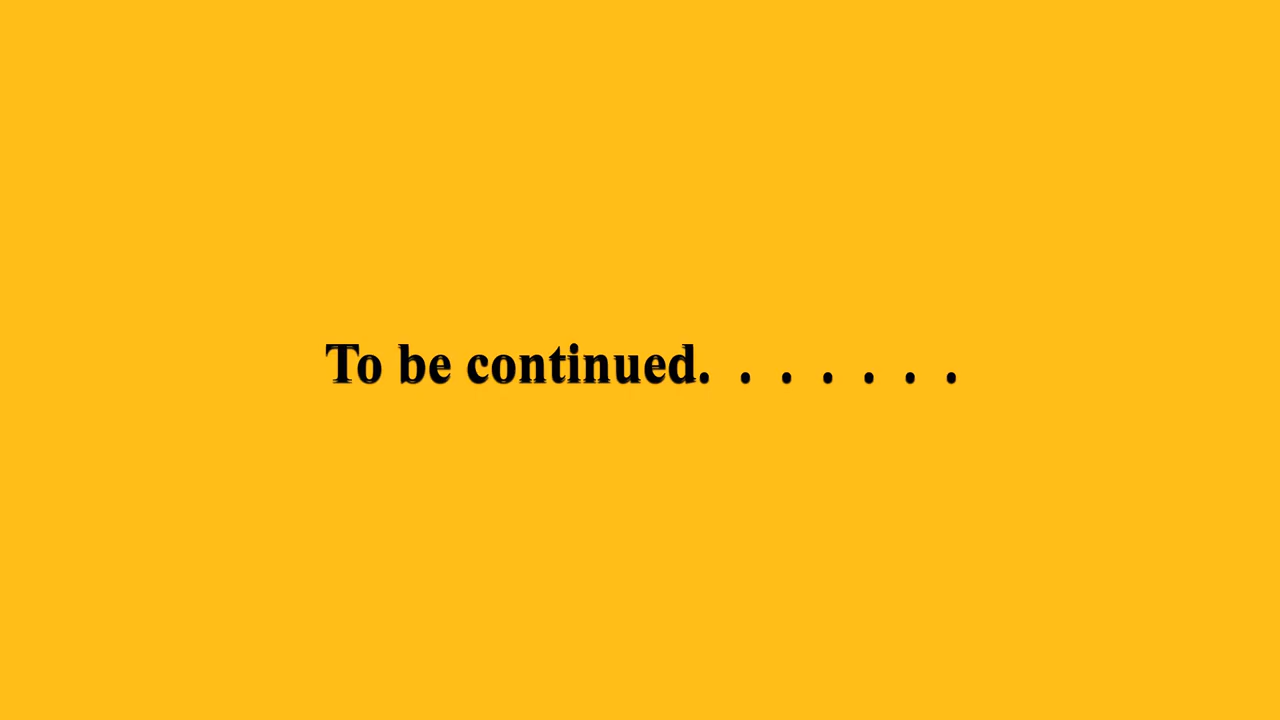 To be continued. . . . . . .